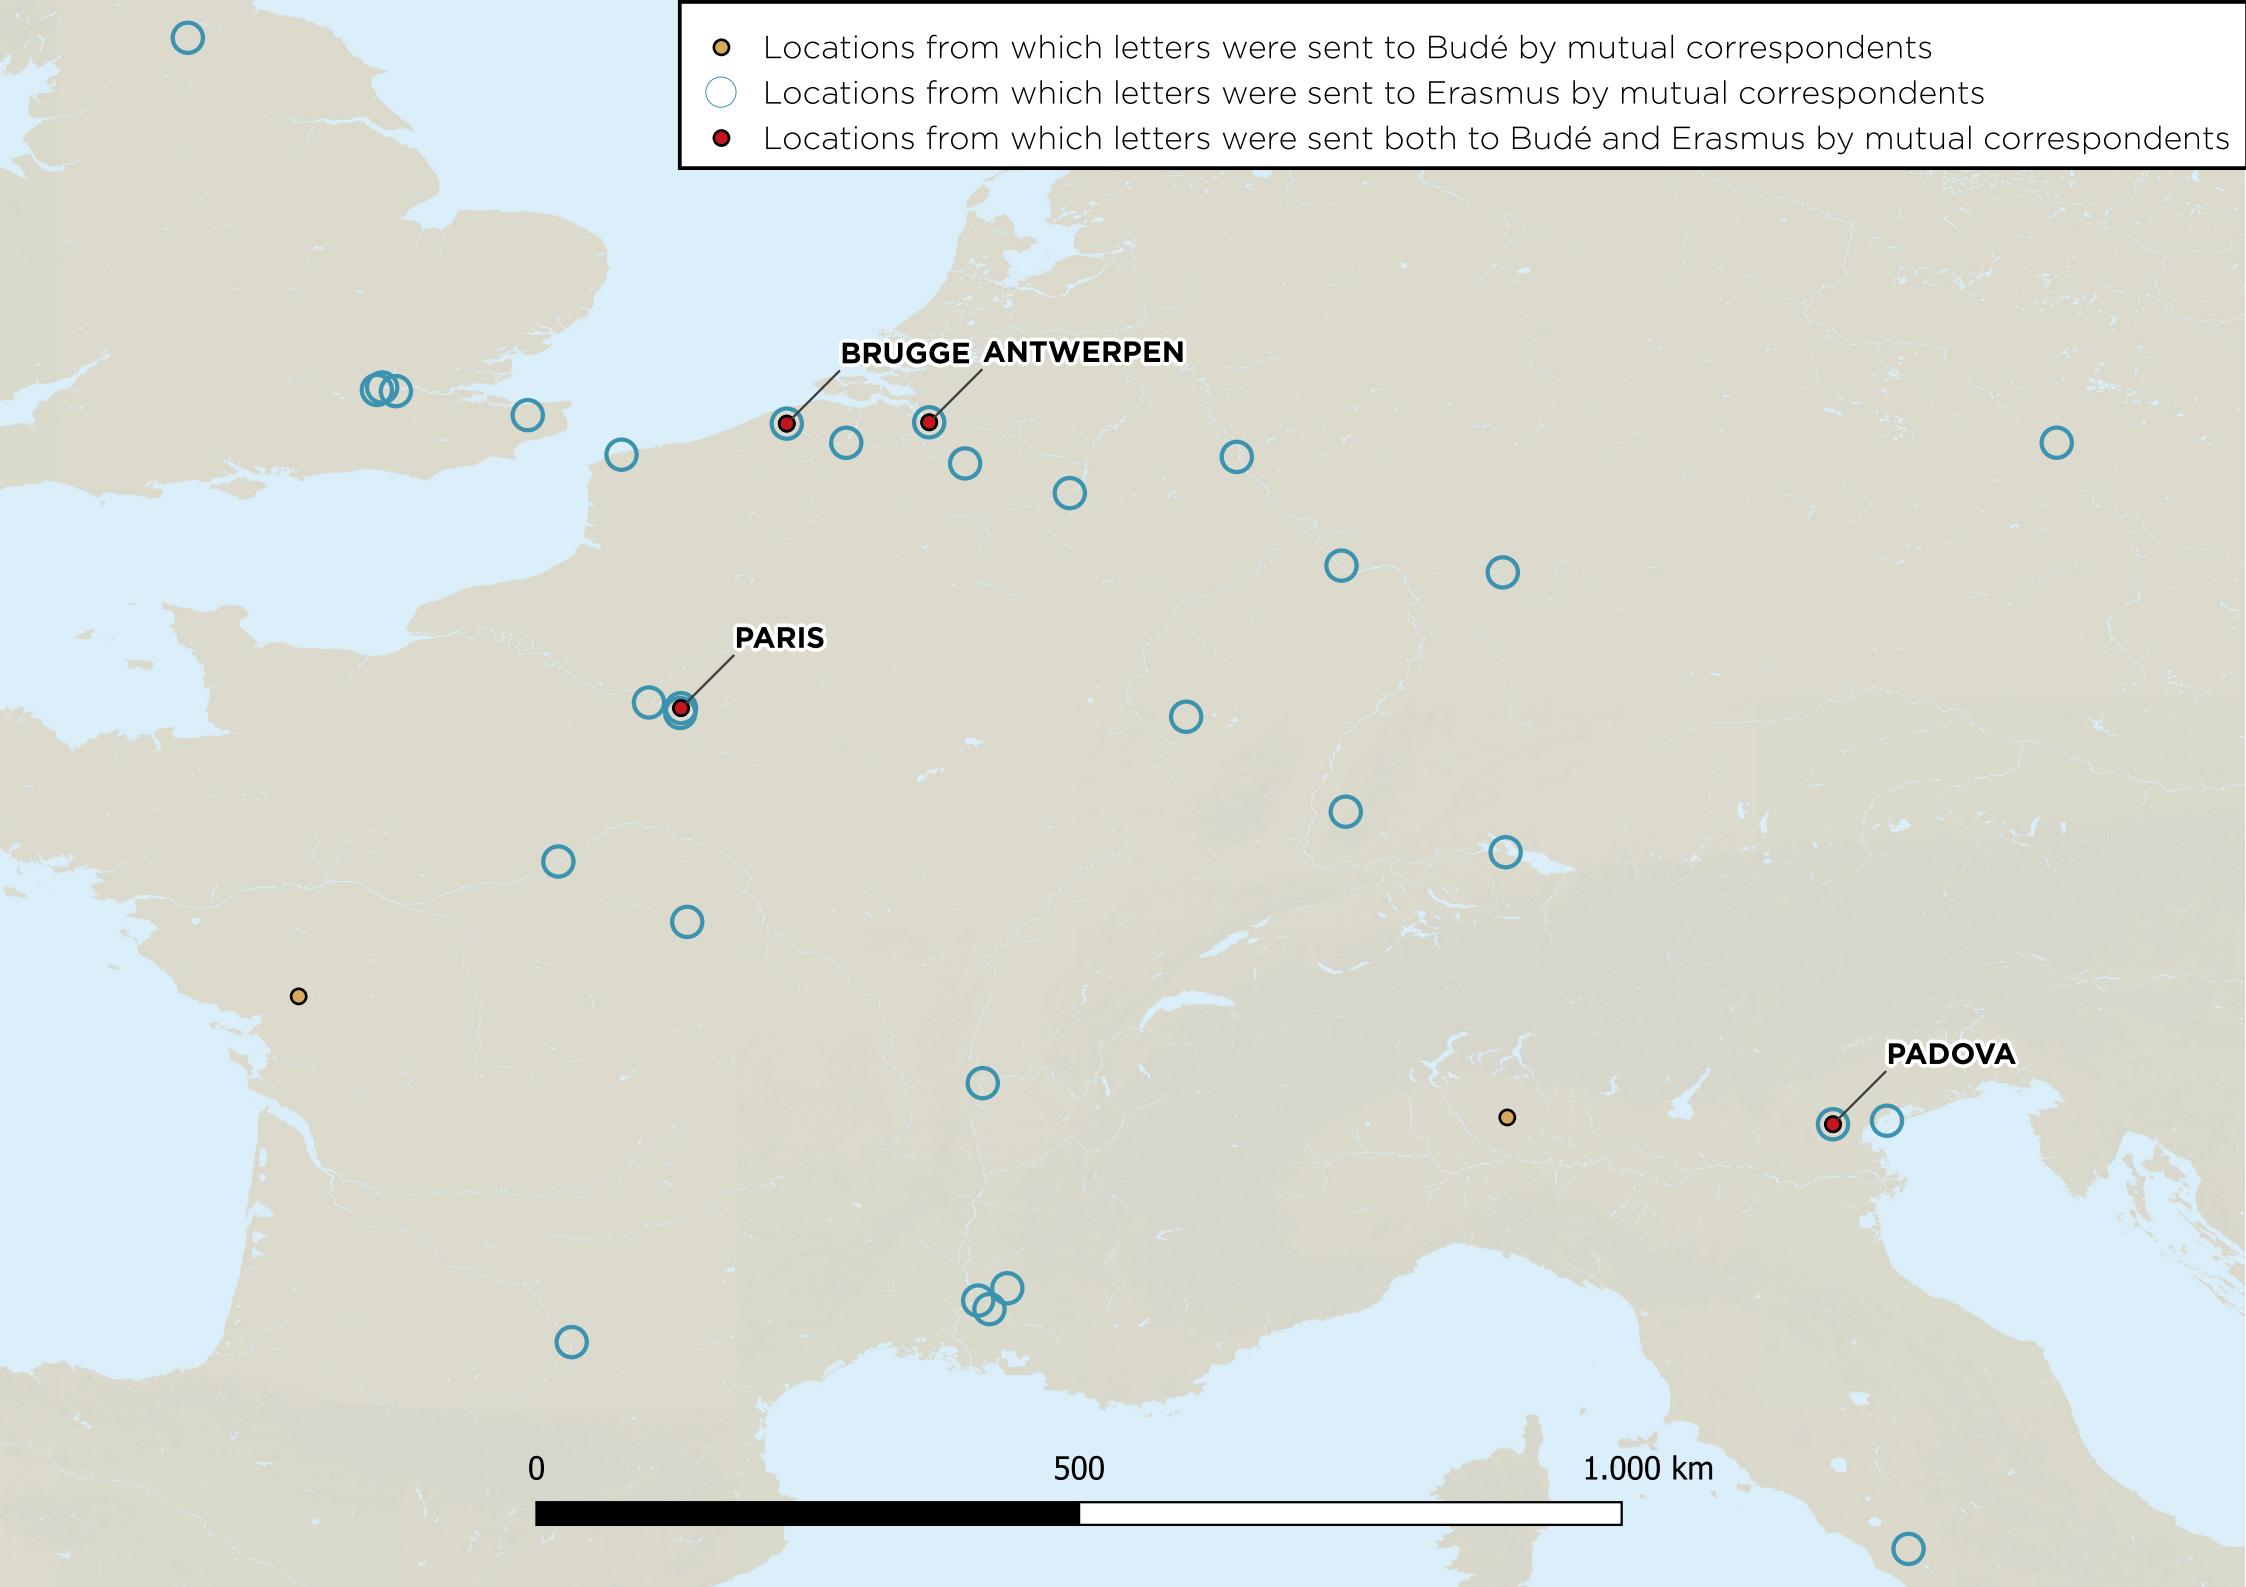 Locations from which letters were sent to Budé by mutual correspondents
Locations from which letters were sent to Erasmus by mutual correspondents
Locations from which letters were sent both to Budé and Erasmus by mutual correspondents
BRUGGE ANTWERPEN
PARIS
PADOVA
0 500 1.000 km